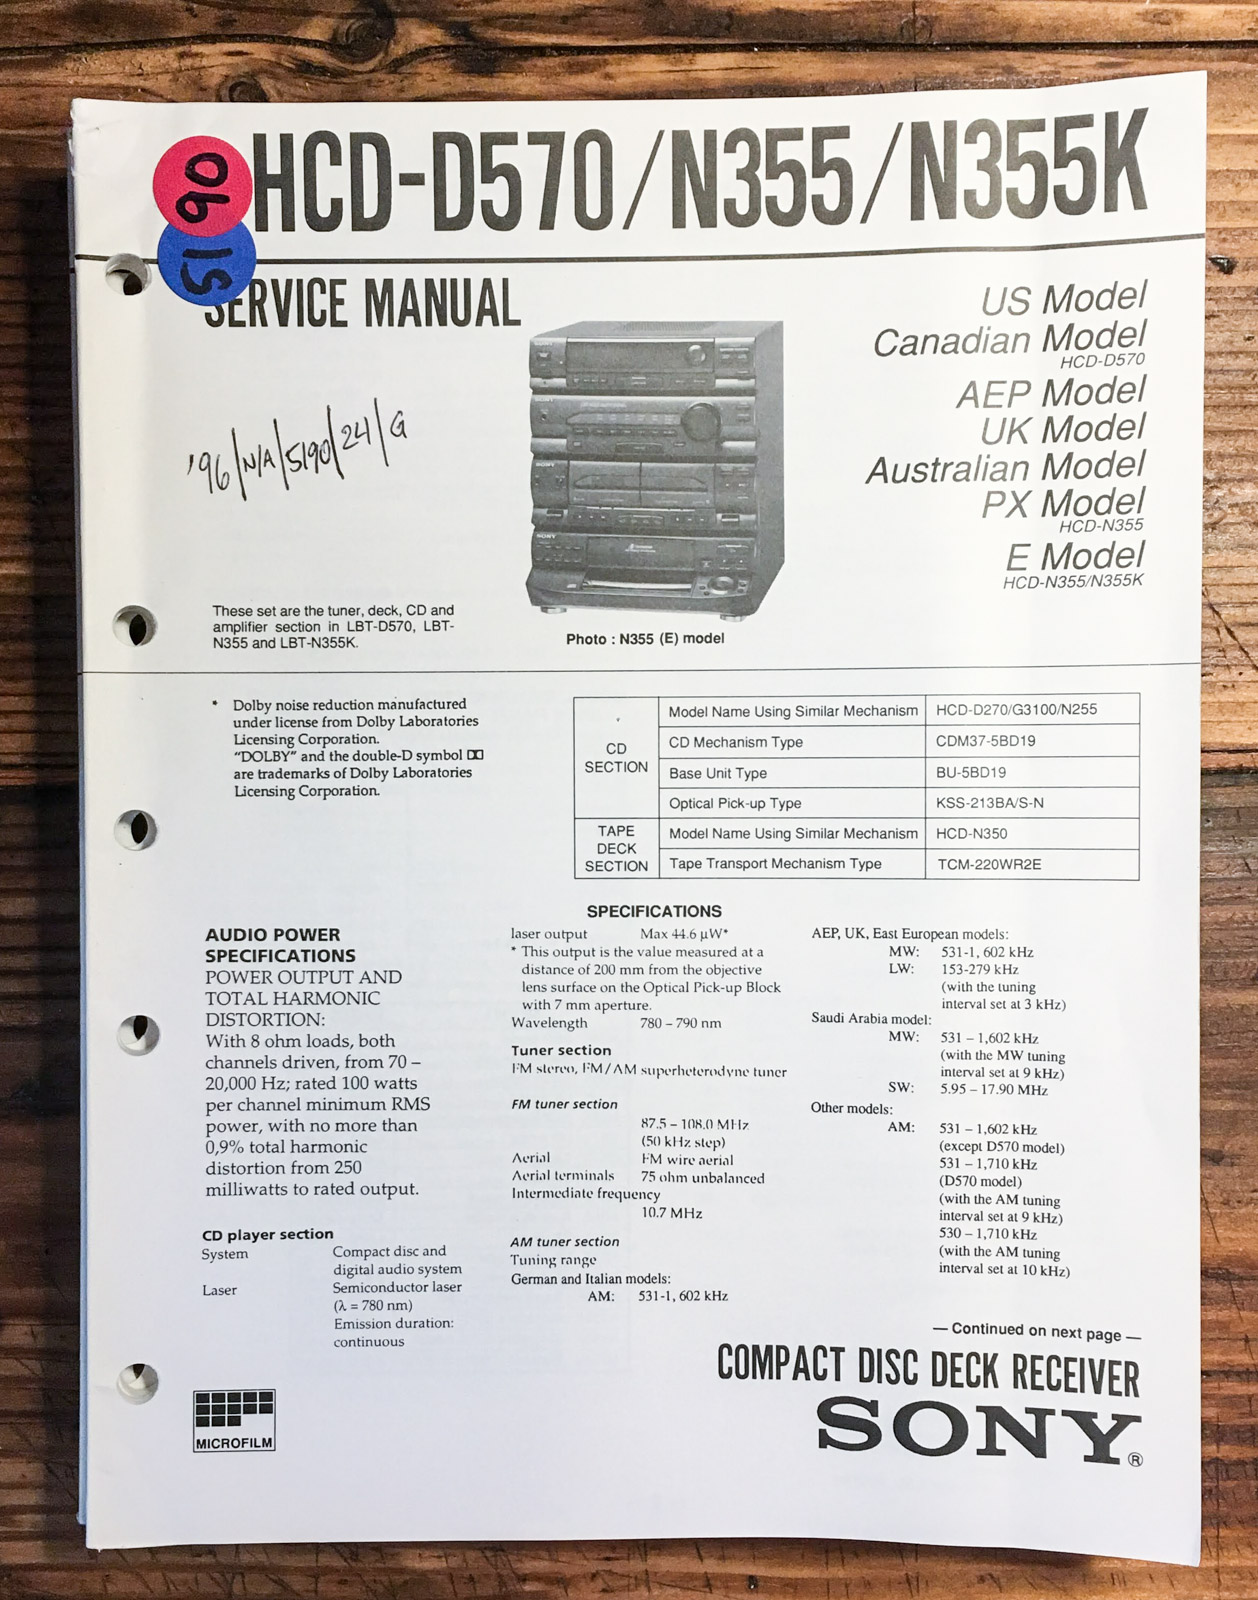 HCD-D570/N355/N355K
90
51
SERVICE MANUAL
US Model
Canadian Model
HCD-D570
AEP Model
UK Model
Australian Model
PX Model
HCD-N355
E Model
HCD-N355/N355K
'96/N/A/5190/24/G
SONY
SONY
SONY
These set are the tuner, deck, CD and
amplifier section in LBT-D570, LBT-
N355 and LBT-N355K.
Photo : N355 (E) model
* Dolby noise reduction manufactured
under license from Dolby Laboratories
Licensing Corporation.
“DOLBY” and the double-D symbol
are trademarks of Dolby Laboratories
Licensing Corporation.
CD
SECTION
Model Name Using Similar Mechanism HCD-D270/G3100/N255
CD Mechanism Type CDM37-5BD19
Base Unit Type BU-5BD19
Optical Pick-up Type KSS-213BA/S-N
TAPE
DECK
SECTION
Model Name Using Similar Mechanism HCD-N350
Tape Transport Mechanism Type TCM-220WR2E
SPECIFICATIONS
AUDIO POWER
SPECIFICATIONS
POWER OUTPUT AND
TOTAL HARMONIC
DISTORTION:
With 8 ohm loads, both
channels driven, from 70 –
20,000 Hz; rated 100 watts
per channel minimum RMS
power, with no more than
0,9% total harmonic
distortion from 250
milliwatts to rated output.
CD player section
System Compact disc and
digital audio system
Laser Semiconductor laser
(λ = 780 nm)
Emission duration:
continuous
laser output Max 44.6 µW*
* This output is the value measured at a
distance of 200 mm from the objective
lens surface on the Optical Pick-up Block
with 7 mm aperture.
Wavelength 780 – 790 nm
Tuner section
FM stereo, FM/AM superheterodyne tuner
FM tuner section
87.5 – 108.0 MHz
(50 kHz step)
Aerial FM wire aerial
Aerial terminals 75 ohm unbalanced
Intermediate frequency
10.7 MHz
AM tuner section
Tuning range
German and Italian models:
AM: 531-1, 602 kHz
AEP, UK, East European models:
MW: 531-1, 602 kHz
LW: 153-279 kHz
(with the tuning
interval set at 3 kHz)
Saudi Arabia model:
MW: 531 – 1,602 kHz
(with the MW tuning
interval set at 9 kHz)
SW: 5.95 – 17.90 MHz
Other models:
AM: 531 – 1,602 kHz
(except D570 model)
531 – 1,710 kHz
(D570 model)
(with the AM tuning
interval set at 9 kHz)
530 – 1,710 kHz
(with the AM tuning
interval set at 10 kHz)
— Continued on next page —
COMPACT DISC DECK RECEIVER
SONY®
MICROFILM